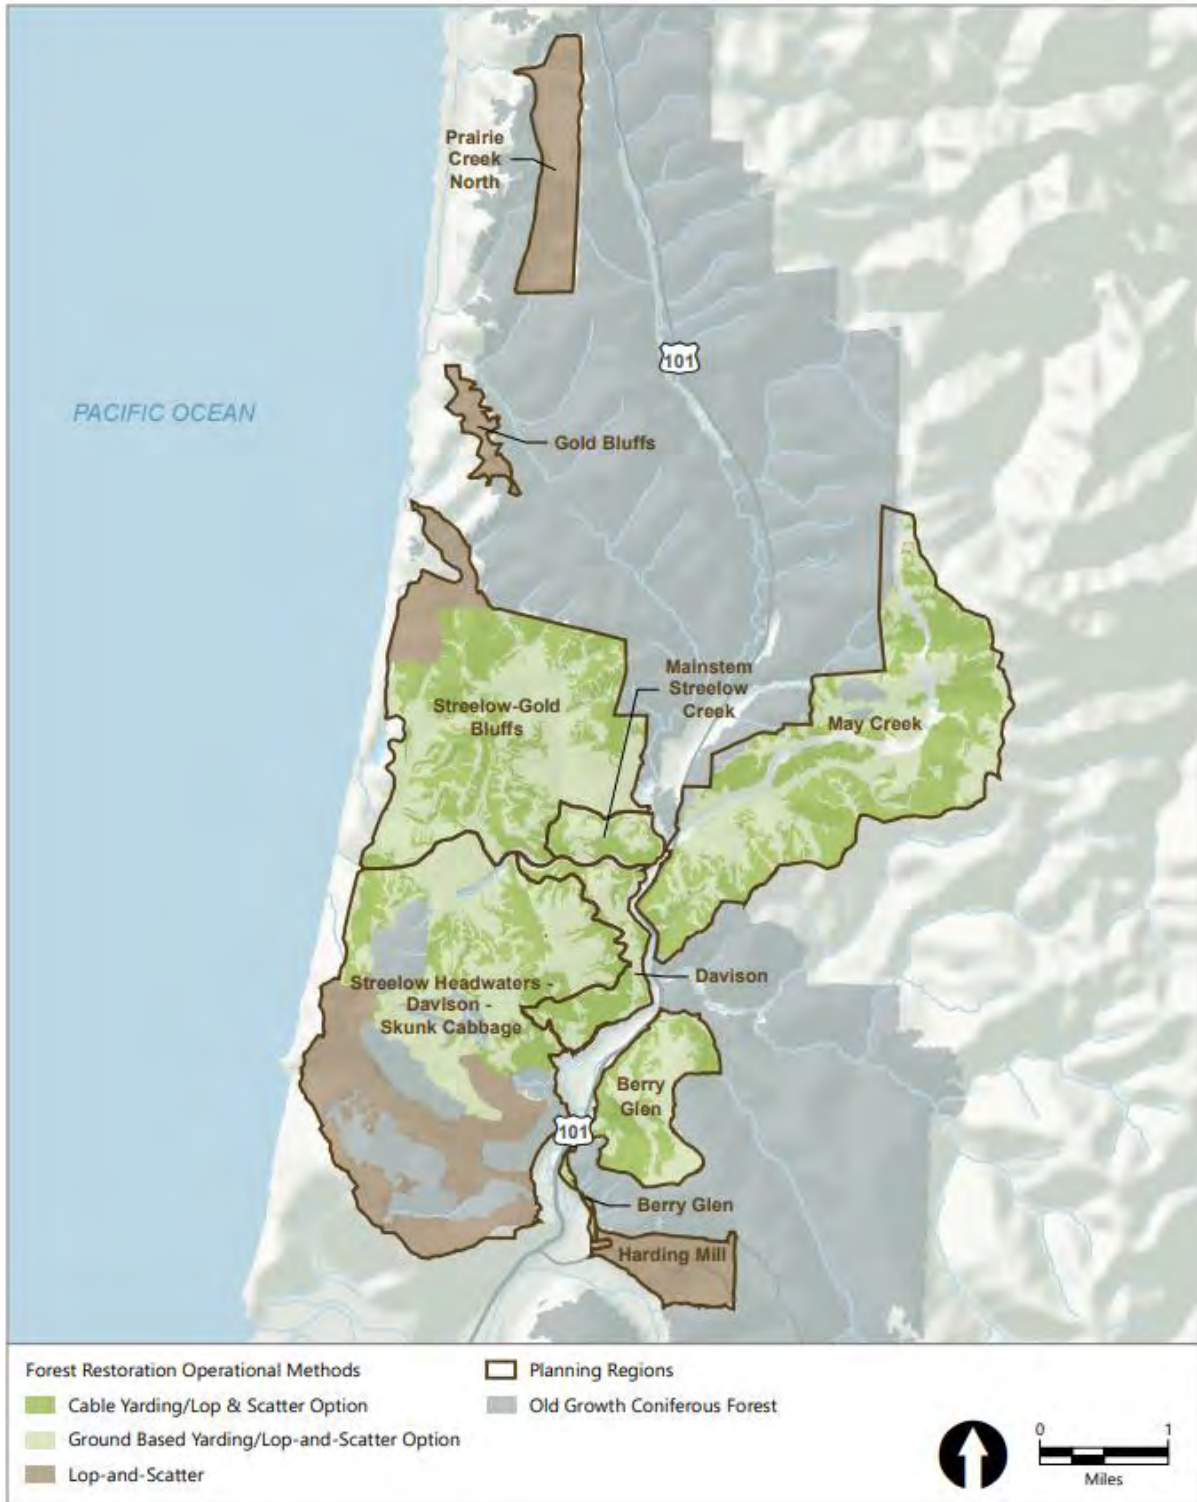 Prairie
Creek
North
101
PACIFIC OCEAN
Gold Bluffs
Mainstem
Streelow
Creek
Streelow-Gold
Bluffs
May Creek
Streelow Headwaters -
Davison -
Skunk Cabbage
Davison
Berry
Glen
101
Berry Glen
Harding Mill
Forest Restoration Operational Methods
Cable Yarding/Lop & Scatter Option
Ground Based Yarding/Lop-and-Scatter Option
Lop-and-Scatter
Planning Regions
Old Growth Coniferous Forest
0 1
Miles